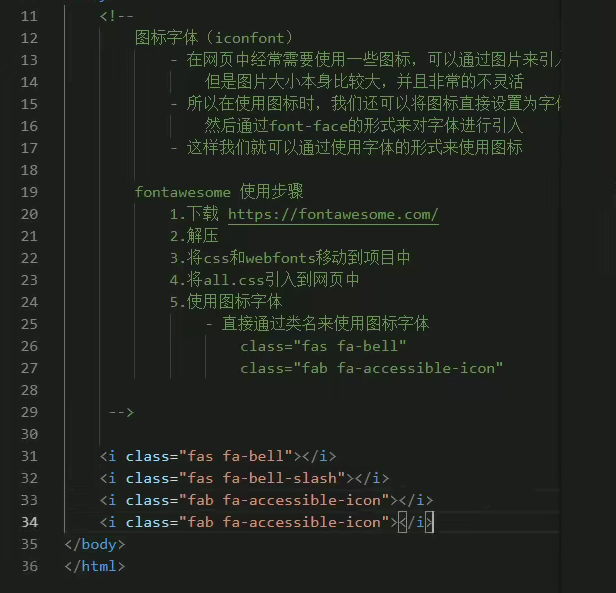 11 <!--
12 图标字体（iconfont）
13 - 在网页中经常需要使用一些图标，可以通过图片来引入
14 但是图片大小本身比较大，并且非常的不灵活
15 - 所以在使用图标时，我们还可以将图标直接设置为字体
16 然后通过font-face的形式来对字体进行引入
17 - 这样我们就可以通过使用字体的形式来使用图标
18
19 fontawesome 使用步骤
20 1.下载 https://fontawesome.com/
21 2.解压
22 3.将css和webfonts移动到项目中
23 4.将all.css引入到网页中
24 5.使用图标字体
25 - 直接通过类名来使用图标字体
26 class="fas fa-bell"
27 class="fab fa-accessible-icon"
28
29 -->
30
31 <i class="fas fa-bell"></i>
32 <i class="fas fa-bell-slash"></i>
33 <i class="fab fa-accessible-icon"></i>
34 <i class="fab fa-accessible-icon"></i>
35 </body>
36 </html>